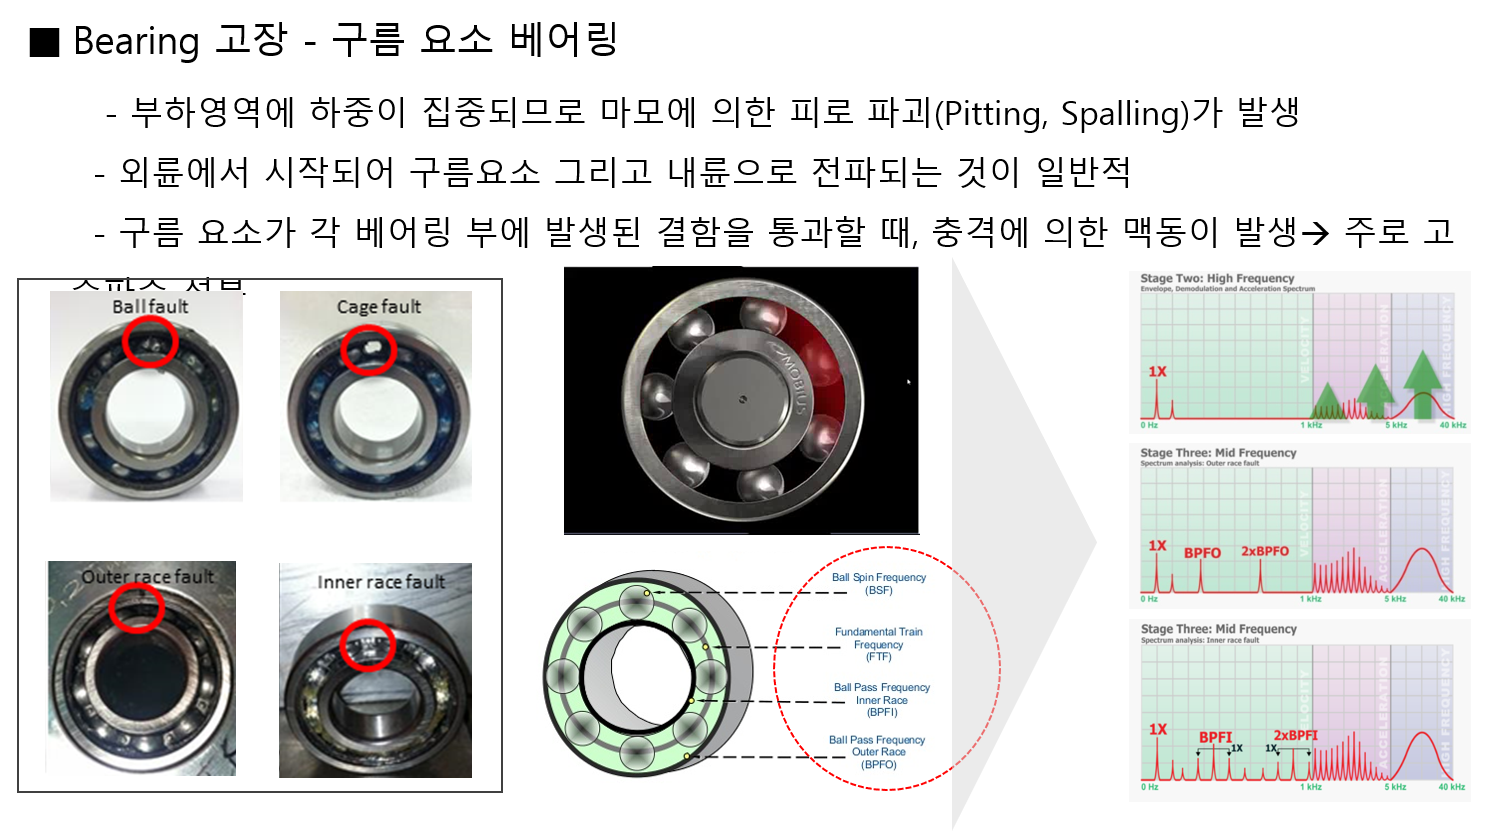 ■ Bearing 고장 - 구름 요소 베어링
- 부하영역에 하중이 집중되므로 마모에 의한 피로 파괴(Pitting, Spalling)가 발생
- 외륜에서 시작되어 구름요소 그리고 내륜으로 전파되는 것이 일반적
- 구름 요소가 각 베어링 부에 발생된 결함을 통과할 때, 충격에 의한 맥동이 발생→ 주로 고
Ball fault
Cage fault
Outer race fault
Inner race fault
MOBIUS
Ball Spin Frequency
(BSF)
Fundamental Train
Frequency
(FTF)
Ball Pass Frequency
Inner Race
(BPFI)
Ball Pass Frequency
Outer Race
(BPFO)
Stage Two: High Frequency
Envelope, Demodulation and Acceleration Spectrum
1X
VELOCITY
ACCELERATION
HIGH FREQUENCY
0 Hz 1 kHz 5 kHz 40 kHz
Stage Three: Mid Frequency
Spectrum analysis: Outer race fault
1X BPFO 2xBPFO
VELOCITY
ACCELERATION
HIGH FREQUENCY
0 Hz 1 kHz 5 kHz 40 kHz
Stage Three: Mid Frequency
Spectrum analysis: Inner race fault
1X BPFI 1X 1X 2xBPFI
VELOCITY
ACCELERATION
HIGH FREQUENCY
0 Hz 1 kHz 5 kHz 40 kHz